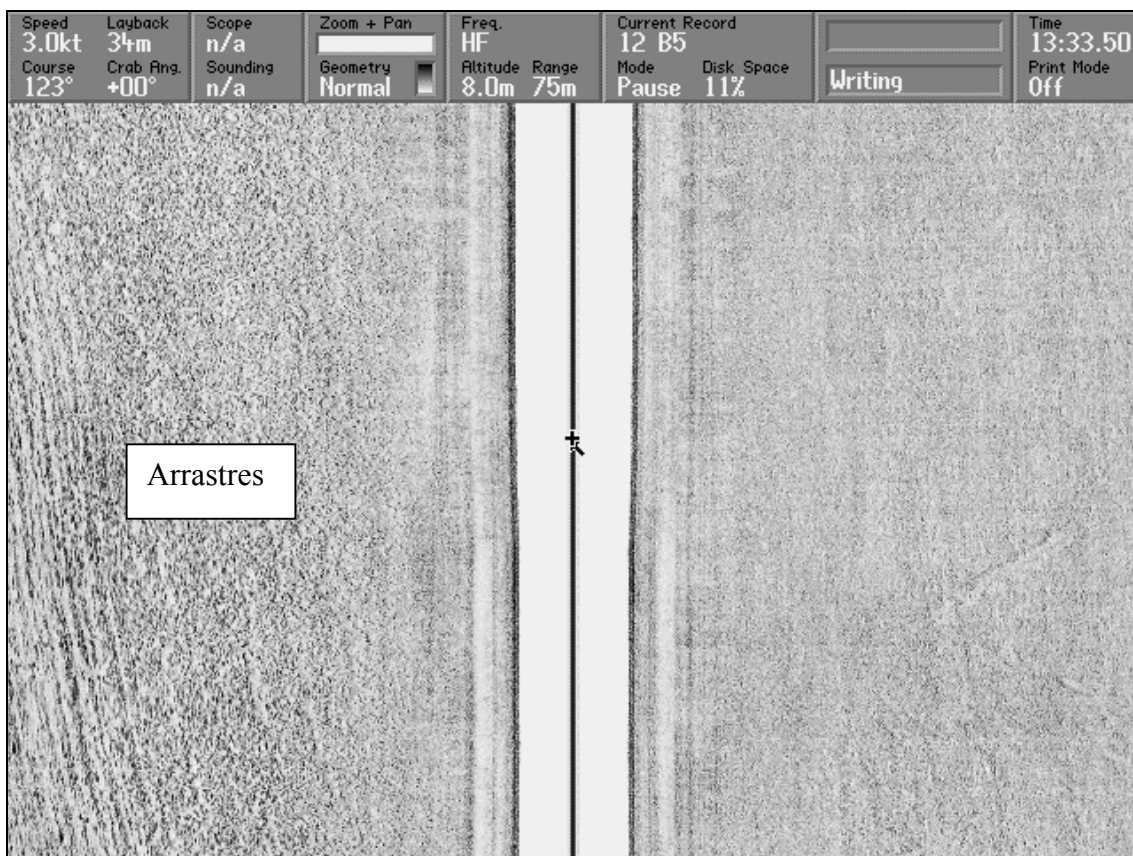 Speed Layback Scope Zoom + Pan Freq. Current Record Time
3.0kt 34m n/a HF 12 B5 13:33.50
Course Crab Ang. Sounding Geometry Altitude Range Mode Disk Space Writing Print Mode
123° +00° n/a Normal 8.0m 75m Pause 11% Off
Arrastres